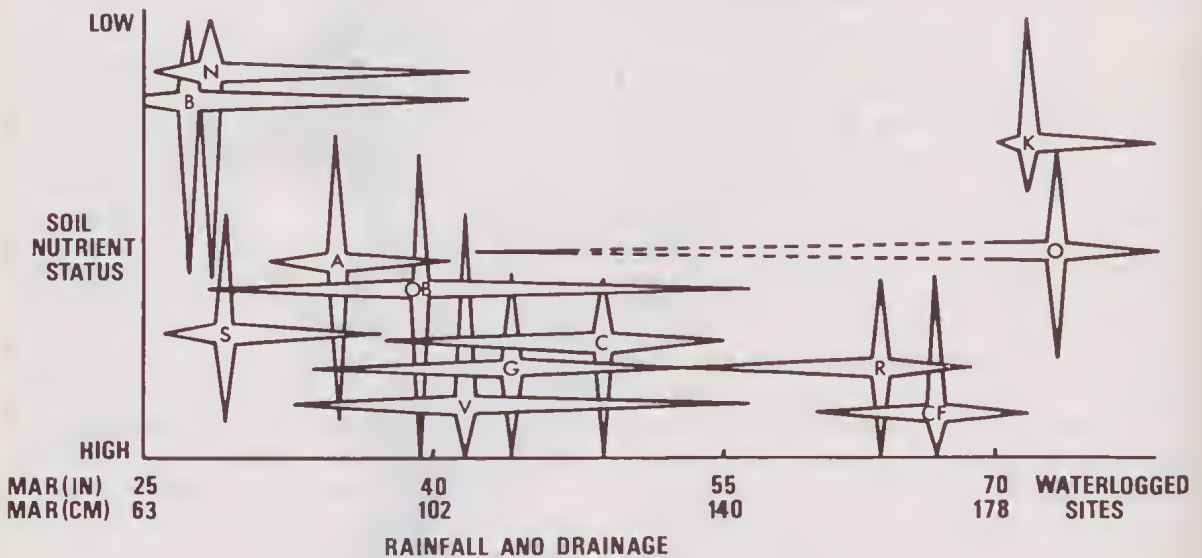 LOW
N
B
K
SOIL
NUTRIENT
STATUS
A
O
OB
S
C
G
R
V
CF
HIGH
MAR(IN) 25 40 55 70 WATERLOGGED
MAR(CM) 63 102 140 178 SITES
RAINFALL AND DRAINAGE